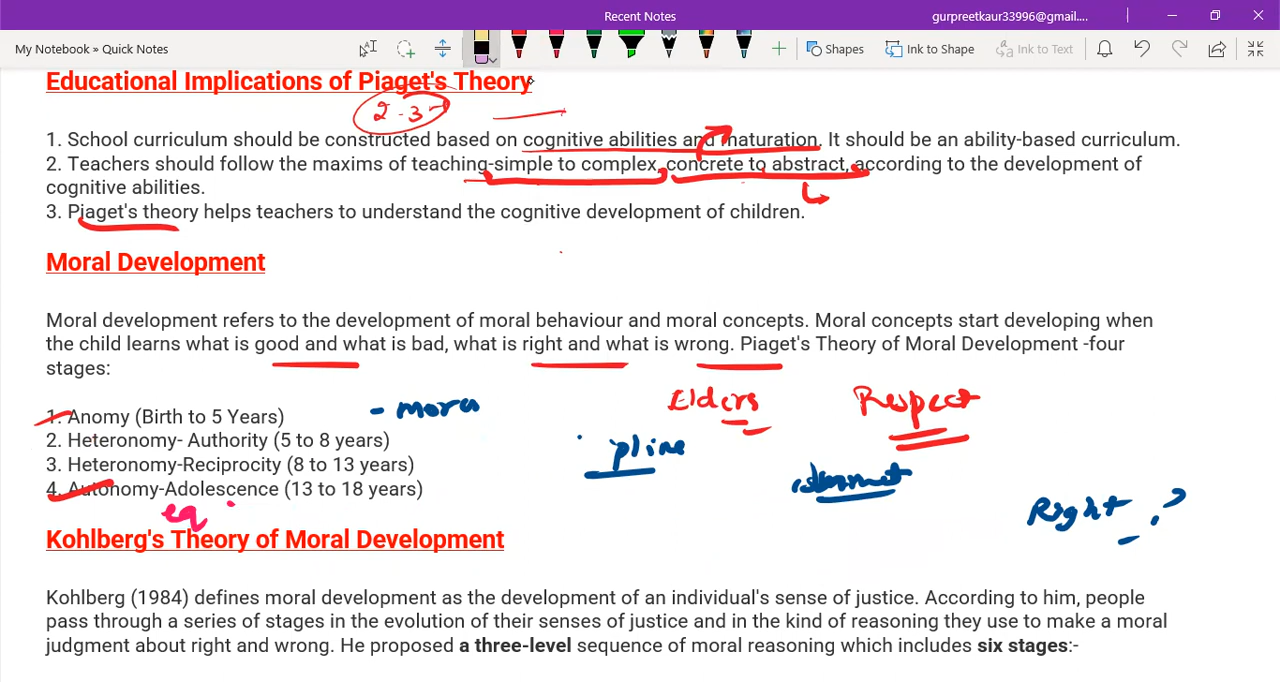 Recent Notes
gurpreetkaur33996@gmail....
My Notebook » Quick Notes
Shapes
Ink to Shape
Ink to Text
Educational Implications of Piaget's Theory
2-3
1. School curriculum should be constructed based on cognitive abilities and maturation. It should be an ability-based curriculum.
2. Teachers should follow the maxims of teaching-simple to complex, concrete to abstract, according to the development of
cognitive abilities.
3. Piaget's theory helps teachers to understand the cognitive development of children.
Moral Development
Moral development refers to the development of moral behaviour and moral concepts. Moral concepts start developing when
the child learns what is good and what is bad, what is right and what is wrong. Piaget's Theory of Moral Development -four
stages:
Elders Respect
1. Anomy (Birth to 5 Years)
- mora
2. Heteronomy- Authority (5 to 8 years)
pline
3. Heteronomy-Reciprocity (8 to 13 years)
4. Autonomy-Adolescence (13 to 18 years)
eq
Right ?
Kohlberg's Theory of Moral Development
Kohlberg (1984) defines moral development as the development of an individual's sense of justice. According to him, people
pass through a series of stages in the evolution of their senses of justice and in the kind of reasoning they use to make a moral
judgment about right and wrong. He proposed a three-level sequence of moral reasoning which includes six stages:-